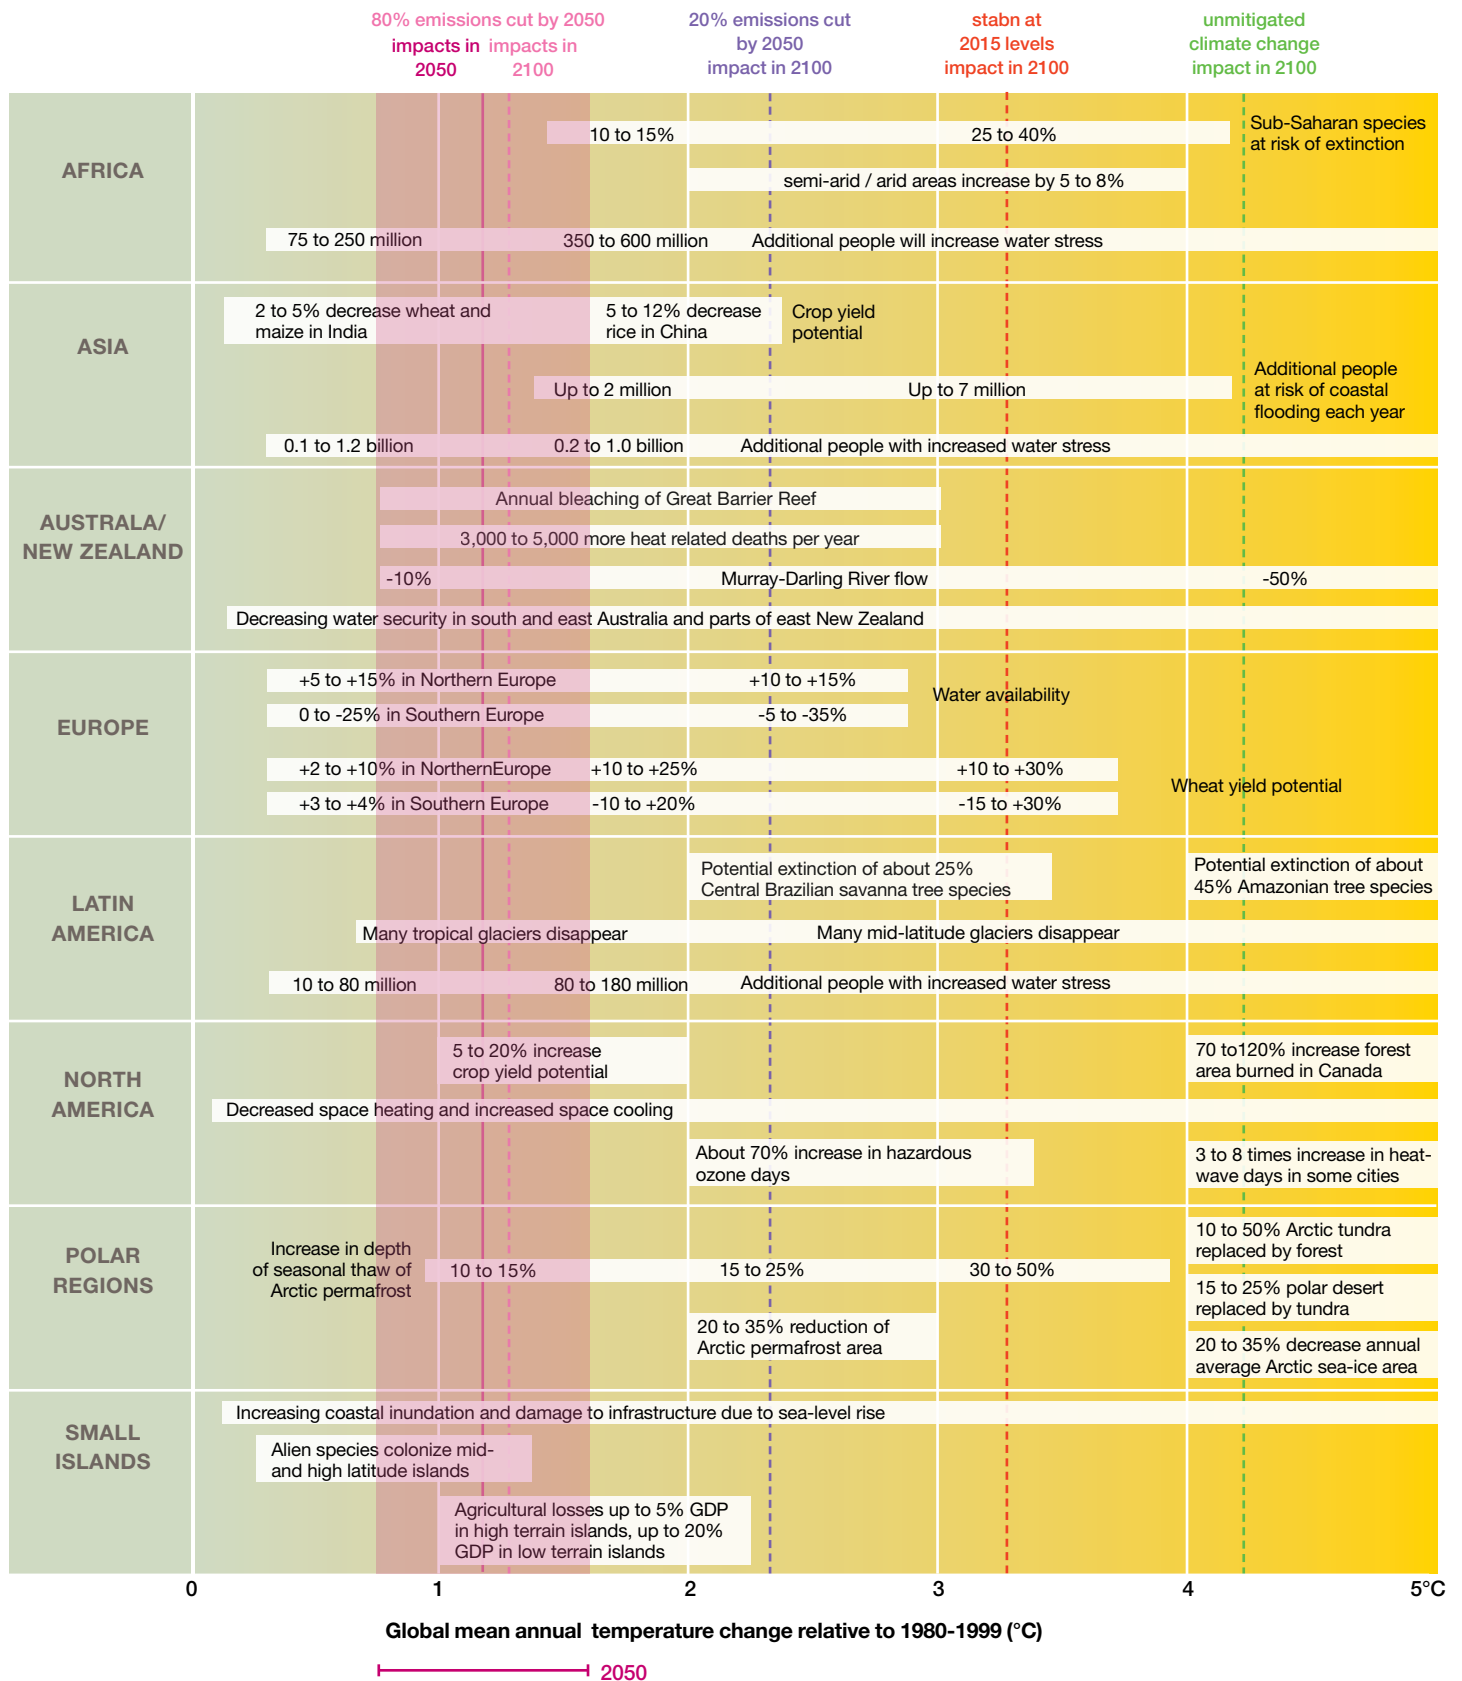 80% emissions cut by 2050
impacts in 2050
impacts in 2100
20% emissions cut
by 2050
impact in 2100
stabn at
2015 levels
impact in 2100
unmitigated
climate change
impact in 2100
AFRICA
10 to 15%
25 to 40%
Sub-Saharan species
at risk of extinction
semi-arid / arid areas increase by 5 to 8%
75 to 250 million
350 to 600 million
Additional people will increase water stress
ASIA
2 to 5% decrease wheat and
maize in India
5 to 12% decrease
rice in China
Crop yield
potential
Up to 2 million
Up to 7 million
Additional people
at risk of coastal
flooding each year
0.1 to 1.2 billion
0.2 to 1.0 billion
Additional people with increased water stress
AUSTRALA/
NEW ZEALAND
Annual bleaching of Great Barrier Reef
3,000 to 5,000 more heat related deaths per year
-10%
Murray-Darling River flow
-50%
Decreasing water security in south and east Australia and parts of east New Zealand
EUROPE
+5 to +15% in Northern Europe
+10 to +15%
Water availability
0 to -25% in Southern Europe
-5 to -35%
+2 to +10% in NorthernEurope
+10 to +25%
+10 to +30%
Wheat yield potential
+3 to +4% in Southern Europe
-10 to +20%
-15 to +30%
LATIN
AMERICA
Potential extinction of about 25%
Central Brazilian savanna tree species
Potential extinction of about
45% Amazonian tree species
Many tropical glaciers disappear
Many mid-latitude glaciers disappear
10 to 80 million
80 to 180 million
Additional people with increased water stress
NORTH
AMERICA
5 to 20% increase
crop yield potential
70 to120% increase forest
area burned in Canada
Decreased space heating and increased space cooling
About 70% increase in hazardous
ozone days
3 to 8 times increase in heat-
wave days in some cities
POLAR
REGIONS
Increase in depth
of seasonal thaw of
Arctic permafrost
10 to 15%
15 to 25%
30 to 50%
10 to 50% Arctic tundra
replaced by forest
15 to 25% polar desert
replaced by tundra
20 to 35% reduction of
Arctic permafrost area
20 to 35% decrease annual
average Arctic sea-ice area
SMALL
ISLANDS
Increasing coastal inundation and damage to infrastructure due to sea-level rise
Alien species colonize mid-
and high latitude islands
Agricultural losses up to 5% GDP
in high terrain islands, up to 20%
GDP in low terrain islands
0 1 2 3 4 5°C
Global mean annual temperature change relative to 1980-1999 (°C)
2050